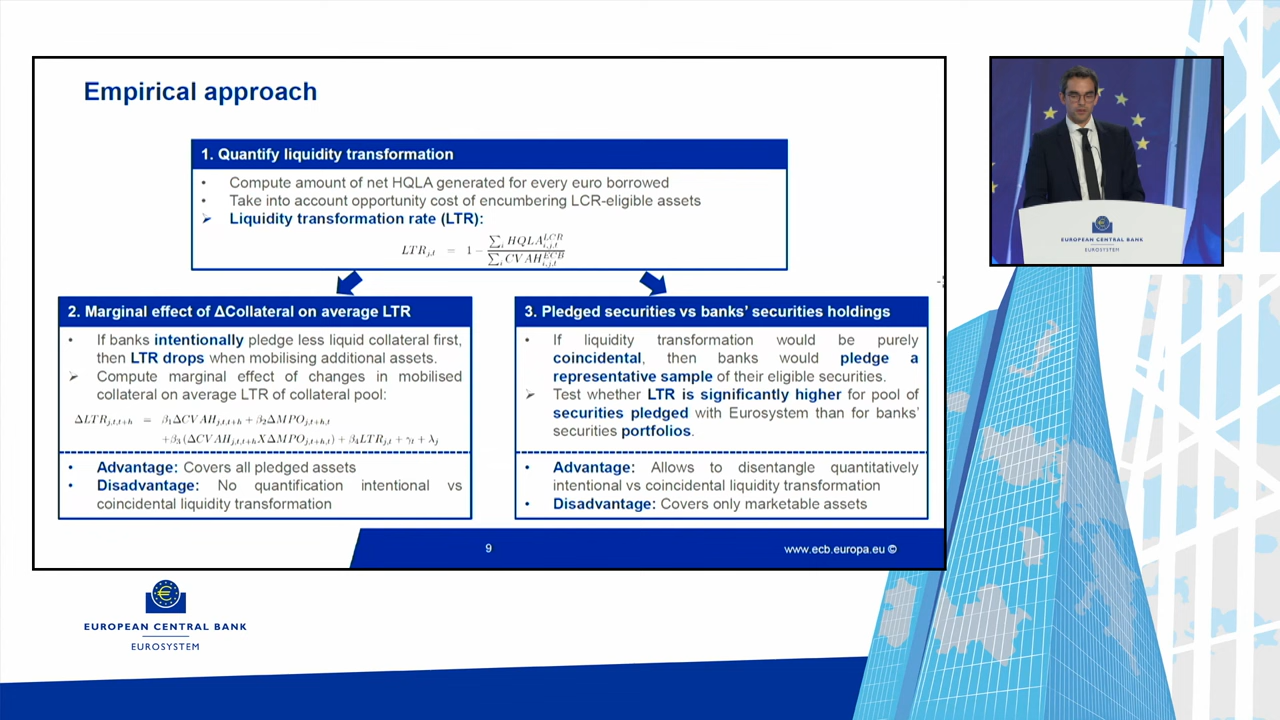 Empirical approach
1. Quantify liquidity transformation
• Compute amount of net HQLA generated for every euro borrowed
• Take into account opportunity cost of encumbering LCR-eligible assets
➢ Liquidity transformation rate (LTR):
LTR_{j,t} = 1 - \frac{\sum_i HQLA_{i,j,t}^{LCR}}{\sum_i CVAH_{i,j,t}^{ECB}}
2. Marginal effect of ΔCollateral on average LTR
• If banks intentionally pledge less liquid collateral first,
then LTR drops when mobilising additional assets.
➢ Compute marginal effect of changes in mobilised
collateral on average LTR of collateral pool:
ΔLTR_{j,t,t+h} = β₁ΔCVAH_{j,t,t+h} + β₂ΔMPO_{j,t+h,t}
+β₃(ΔCVAH_{j,t,t+h}XΔMPO_{j,t+h,t}) + β₄LTR_{j,t} + γ_t + λ_j
• Advantage: Covers all pledged assets
• Disadvantage: No quantification intentional vs
coincidental liquidity transformation
3. Pledged securities vs banks’ securities holdings
• If liquidity transformation would be purely
coincidental, then banks would pledge a
representative sample of their eligible securities.
➢ Test whether LTR is significantly higher for pool of
securities pledged with Eurosystem than for banks’
securities portfolios.
• Advantage: Allows to disentangle quantitatively
intentional vs coincidental liquidity transformation
• Disadvantage: Covers only marketable assets
9
www.ecb.europa.eu ©
EUROPEAN CENTRAL BANK
EUROSYSTEM
EUROPEAN CENTRAL BANK
EUROSYSTEM